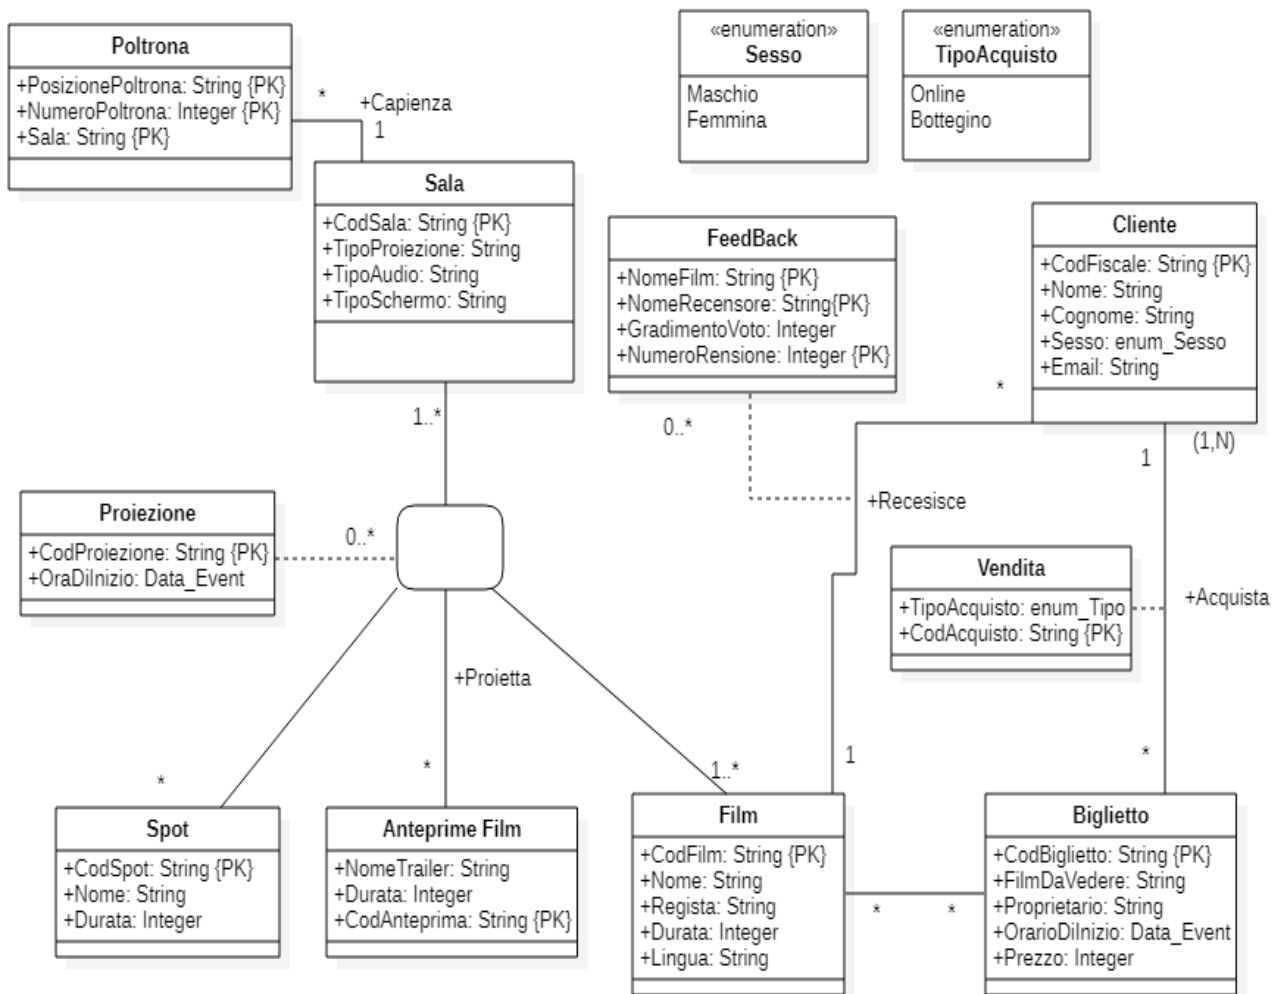 Poltrona
+PosizionePoltrona: String {PK}
+NumeroPoltrona: Integer {PK}
+Sala: String {PK}
*
+Capienza
1
«enumeration»
Sesso
Maschio
Femmina
«enumeration»
TipoAcquisto
Online
Bottegino
Sala
+CodSala: String {PK}
+TipoProiezione: String
+TipoAudio: String
+TipoSchermo: String
1..*
FeedBack
+NomeFilm: String {PK}
+NomeRecensore: String{PK}
+GradimentoVoto: Integer
+NumeroRensione: Integer {PK}
0..*
Cliente
+CodFiscale: String {PK}
+Nome: String
+Cognome: String
+Sesso: enum_Sesso
+Email: String
*
1
(1,N)
+Recesisce
Proiezione
+CodProiezione: String {PK}
+OraDiInizio: Data_Event
0..*
Vendita
+TipoAcquisto: enum_Tipo
+CodAcquisto: String {PK}
+Acquista
+Proietta
*
*
1..*
1
*
Spot
+CodSpot: String {PK}
+Nome: String
+Durata: Integer
Anteprime Film
+NomeTrailer: String
+Durata: Integer
+CodAnteprima: String {PK}
Film
+CodFilm: String {PK}
+Nome: String
+Regista: String
+Durata: Integer
+Lingua: String
*
*
Biglietto
+CodBiglietto: String {PK}
+FilmDaVedere: String
+Proprietario: String
+OrarioDiInizio: Data_Event
+Prezzo: Integer